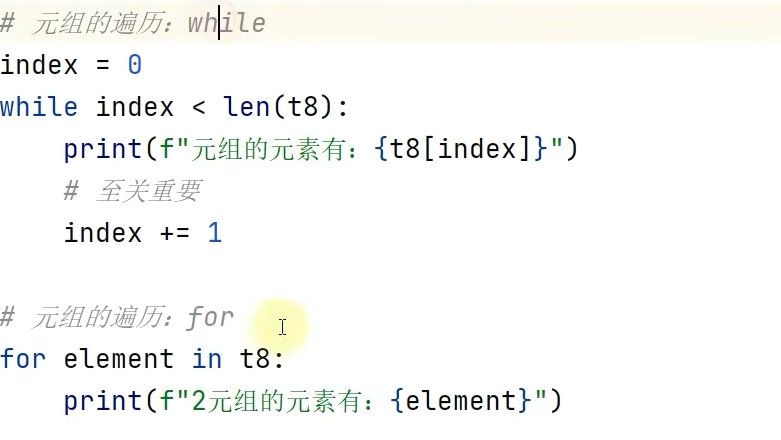 # 元组的遍历：while
index = 0
while index < len(t8):
    print(f"元组的元素有：{t8[index]}")
    # 至关重要
    index += 1
# 元组的遍历：for
for element in t8:
    print(f"2元组的元素有：{element}")